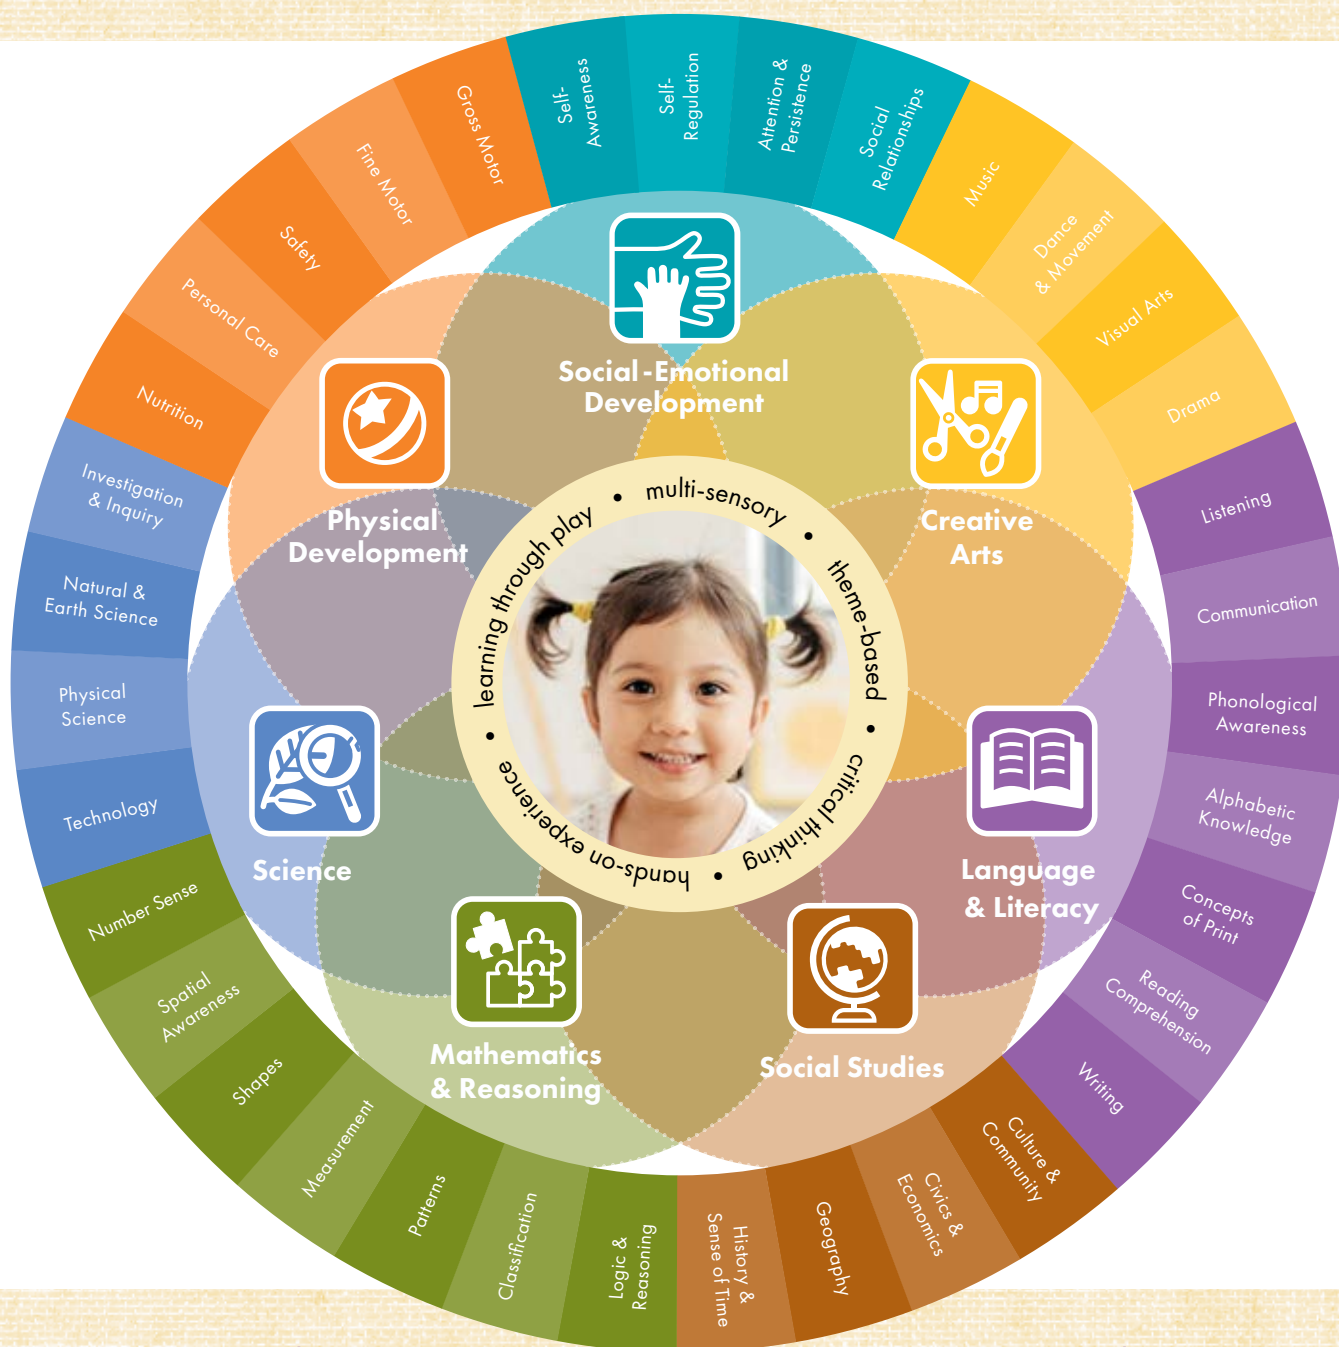 Self-
Awareness
Self-
Regulation
Attention &
Persistence
Social
Relationships
Music
Dance
& Movement
Visual Arts
Drama
Listening
Communication
Phonological
Awareness
Alphabetic
Knowledge
Concepts
of Print
Reading
Comprehension
Writing
Culture &
Community
Civics &
Economics
Geography
History &
Sense of Time
Logic &
Reasoning
Classification
Patterns
Measurement
Shapes
Spatial
Awareness
Number Sense
Technology
Physical
Science
Natural &
Earth Science
Investigation
& Inquiry
Nutrition
Personal Care
Safety
Fine Motor
Gross Motor
Social-Emotional
Development
Creative
Arts
Language
& Literacy
Social Studies
Mathematics
& Reasoning
Science
Physical
Development
multi-sensory • theme-based • critical thinking • hands-on experience • learning through play •